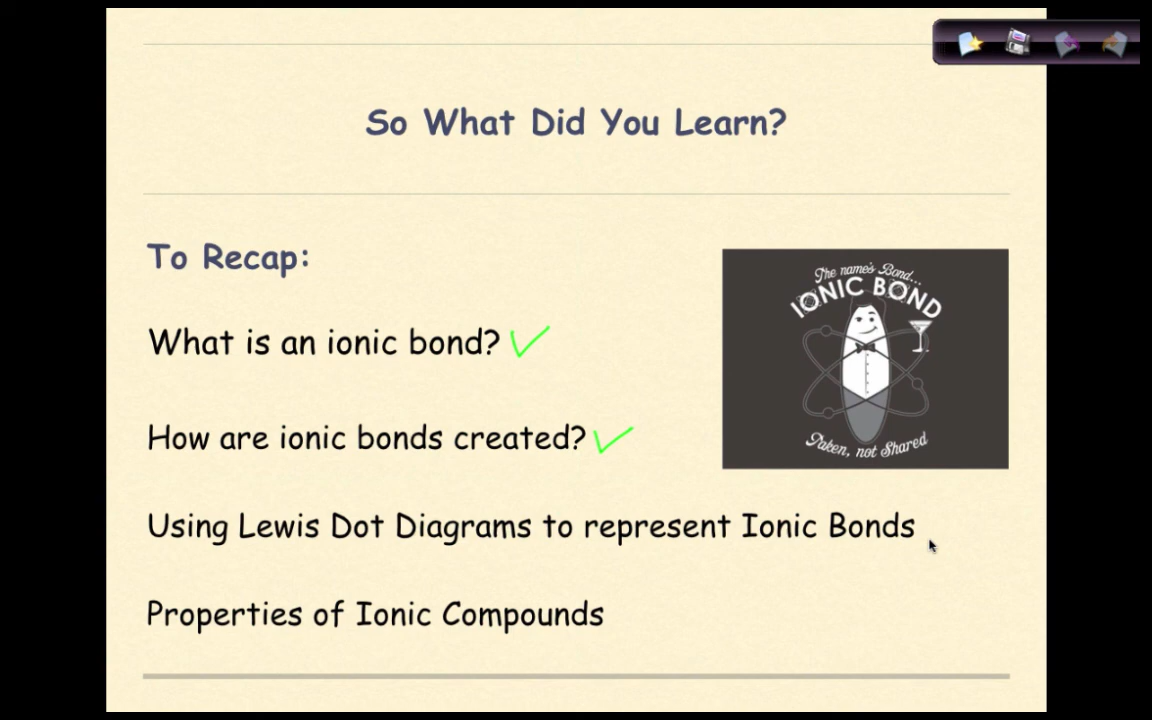 So What Did You Learn?
To Recap:
What is an ionic bond?
How are ionic bonds created?
Using Lewis Dot Diagrams to represent Ionic Bonds
Properties of Ionic Compounds
The name's Bond...
IONIC BOND
Taken, not Shared